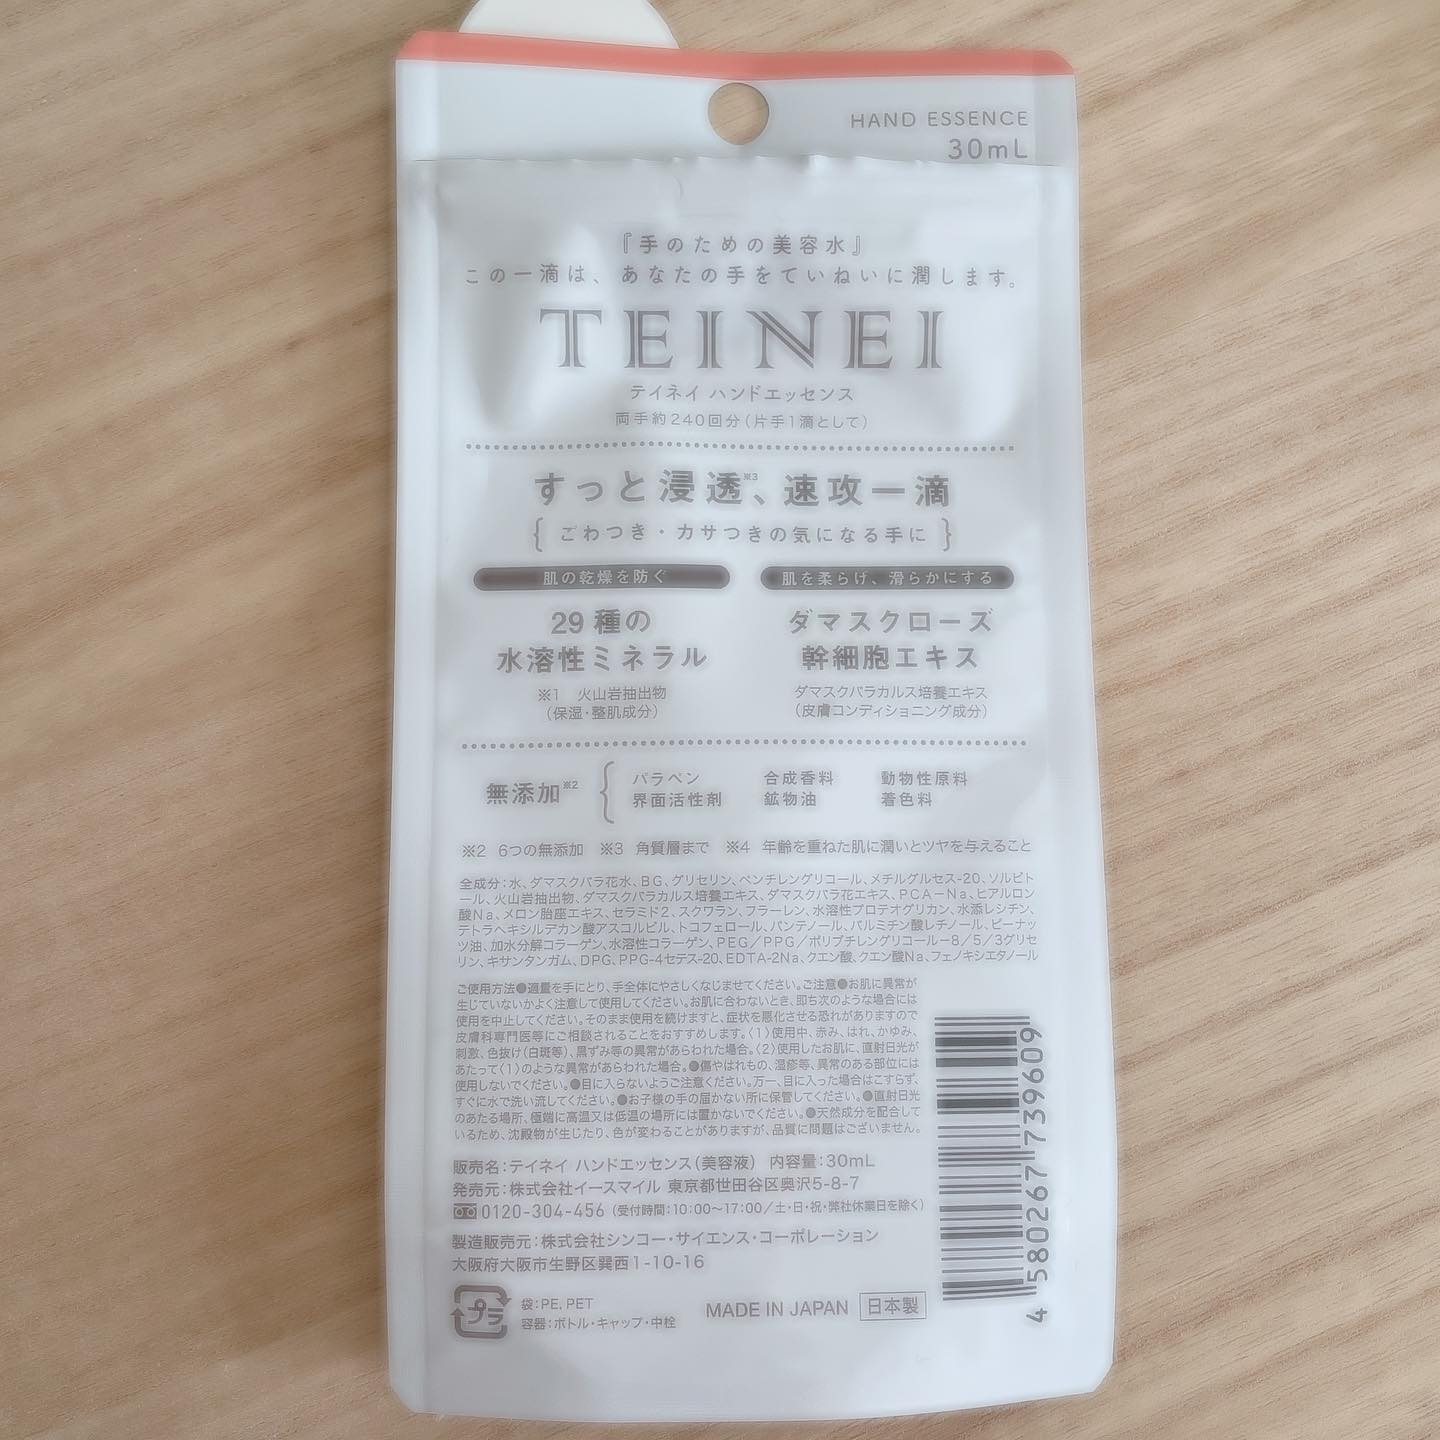 HAND ESSENCE
30mL
『手のための美容水』
この一滴は、あなたの手をていねいに潤します。
TEINEI
テイネイ ハンドエッセンス
両手約240回分(片手1滴として)
すっと浸透※3、速攻一滴
{ごわつき・カサつきの気になる手に}
肌の乾燥を防ぐ
29種の
水溶性ミネラル
※1 火山岩抽出物
(保湿・整肌成分)
肌を柔らげ、滑らかにする
ダマスクローズ
幹細胞エキス
ダマスクバラカルス培養エキス
(皮膚コンディショニング成分)
無添加※2
パラベン 合成香料 動物性原料
界面活性剤 鉱物油 着色料
※2 6つの無添加 ※3 角質層まで ※4 年齢を重ねた肌に潤いとツヤを与えること
全成分:水、ダマスクバラ花水、BG、グリセリン、ペンチレングリコール、メチルグルセス-20、ソルビト
ール、火山岩抽出物、ダマスクバラカルス培養エキス、ダマスクバラ花エキス、PCA－Na、ヒアルロン
酸Na、メロン胎座エキス、セラミド2、スクワラン、フラーレン、水溶性プロテオグリカン、水添レシチン、
テトラヘキシルデカン酸アスコルビル、トコフェロール、パンテノール、パルミチン酸レチノール、ピーナッ
ツ油、加水分解コラーゲン、水溶性コラーゲン、PEG／PPG／ポリブチレングリコール－8／5／3グリセ
リン、キサンタンガム、DPG、PPG-4セテス-20、EDTA-2Na、クエン酸、クエン酸Na、フェノキシエタノール
ご使用方法●適量を手にとり、手全体にやさしくなじませてください。ご注意●お肌に異常が
生じていないかよく注意して使用してください。お肌に合わないとき、即ち次のような場合には
使用を中止してください。そのまま使用を続けますと、症状を悪化させる恐れがありますので
皮膚科専門医等にご相談されることをおすすめします。(1)使用中、赤み、はれ、かゆみ、
刺激、色抜け(白斑等)、黒ずみ等の異常があらわれた場合。(2)使用したお肌に、直射日光が
あたって(1)のような異常があらわれた場合。●傷やはれもの、湿疹等、異常のある部位には
使用しないでください。●目に入らないようご注意ください。万一、目に入った場合はこすらず、
すぐに水で洗い流してください。●お子様の手の届かない所に保管してください。●直射日光
のあたる場所、極端に高温又は低温の場所には置かないでください。●天然成分を配合して
いるため、沈殿物が生じたり、色が変わることがありますが、品質に問題はございません。
販売名:テイネイ ハンドエッセンス(美容液) 内容量:30mL
発売元:株式会社イースマイル 東京都世田谷区奥沢5-8-7
0120-304-456 (受付時間:10:00〜17:00／土・日・祝・弊社休業日を除く)
製造販売元:株式会社シンコー・サイエンス・コーポレーション
大阪府大阪市生野区巽西1-10-16
プラ
袋:PE, PET
容器:ボトル・キャップ・中栓
MADE IN JAPAN 日本製
4 580267 739609